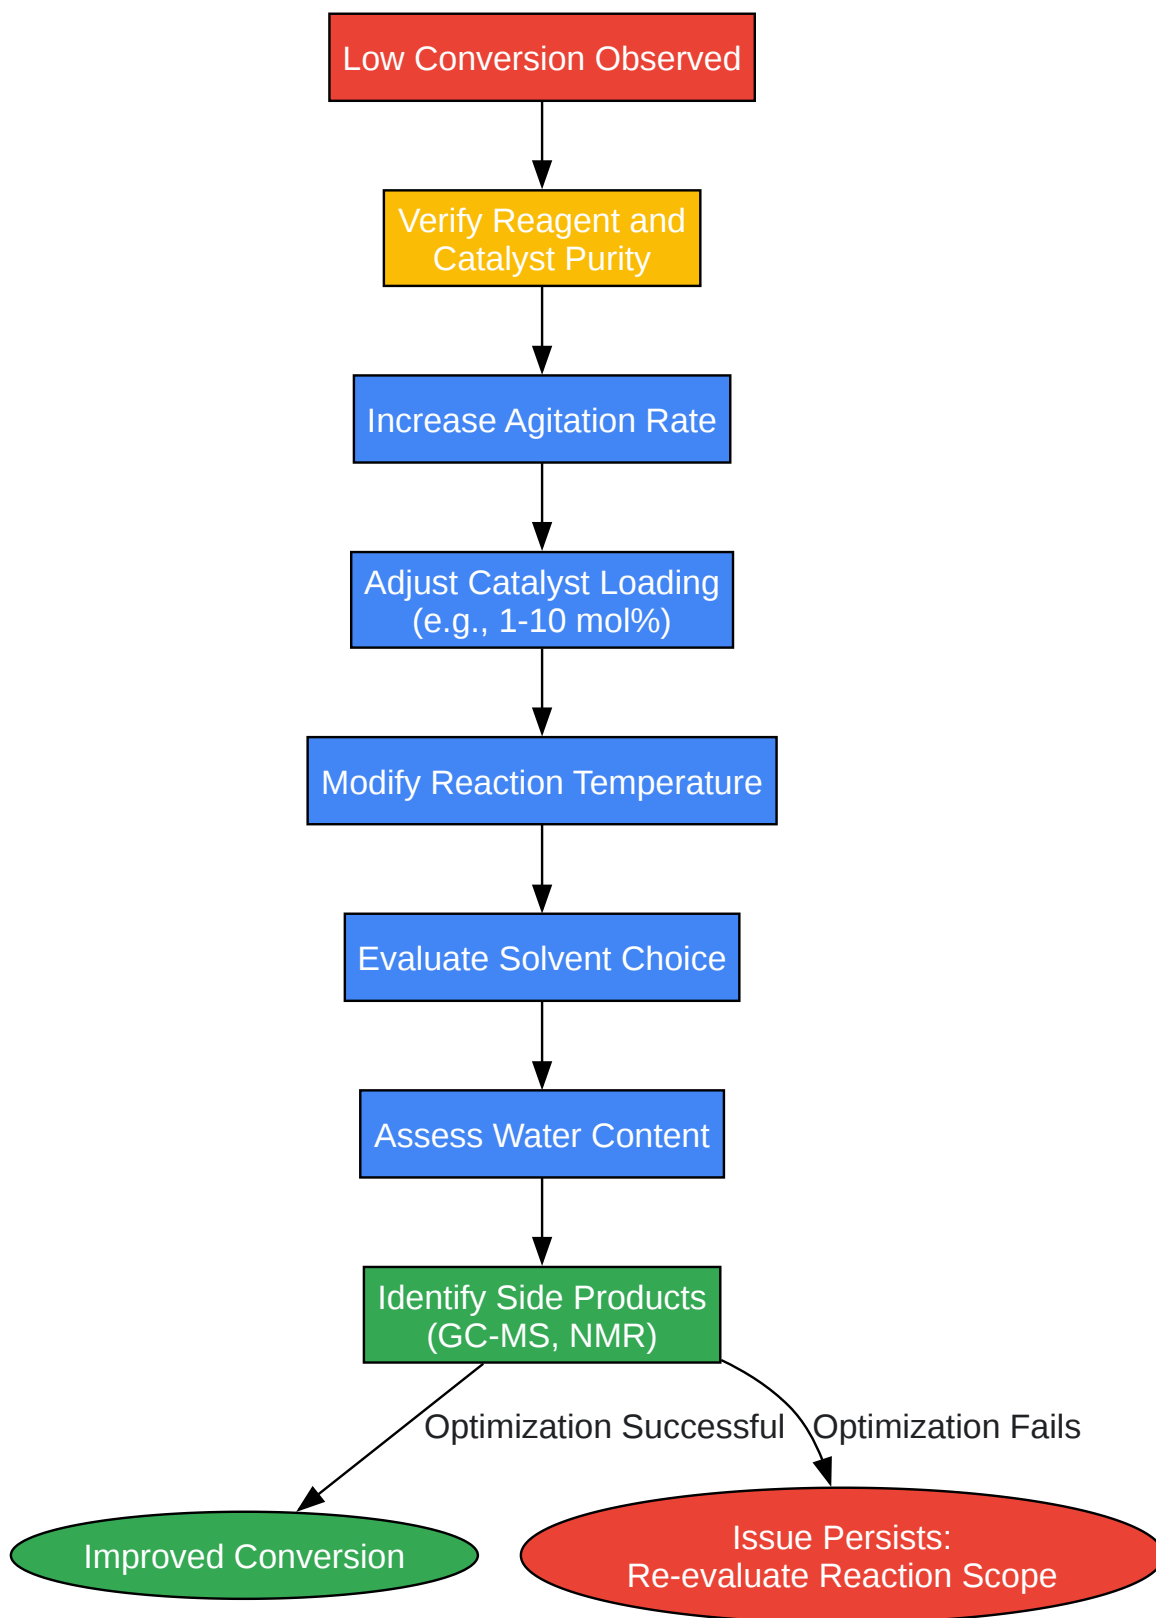 Low Conversion Observed
Verify Reagent and
Catalyst Purity
Increase Agitation Rate
Adjust Catalyst Loading
(e.g., 1-10 mol%)
Modify Reaction Temperature
Evaluate Solvent Choice
Assess Water Content
Identify Side Products
(GC-MS, NMR)
Optimization Successful
Optimization Fails
Improved Conversion
Issue Persists:
Re-evaluate Reaction Scope